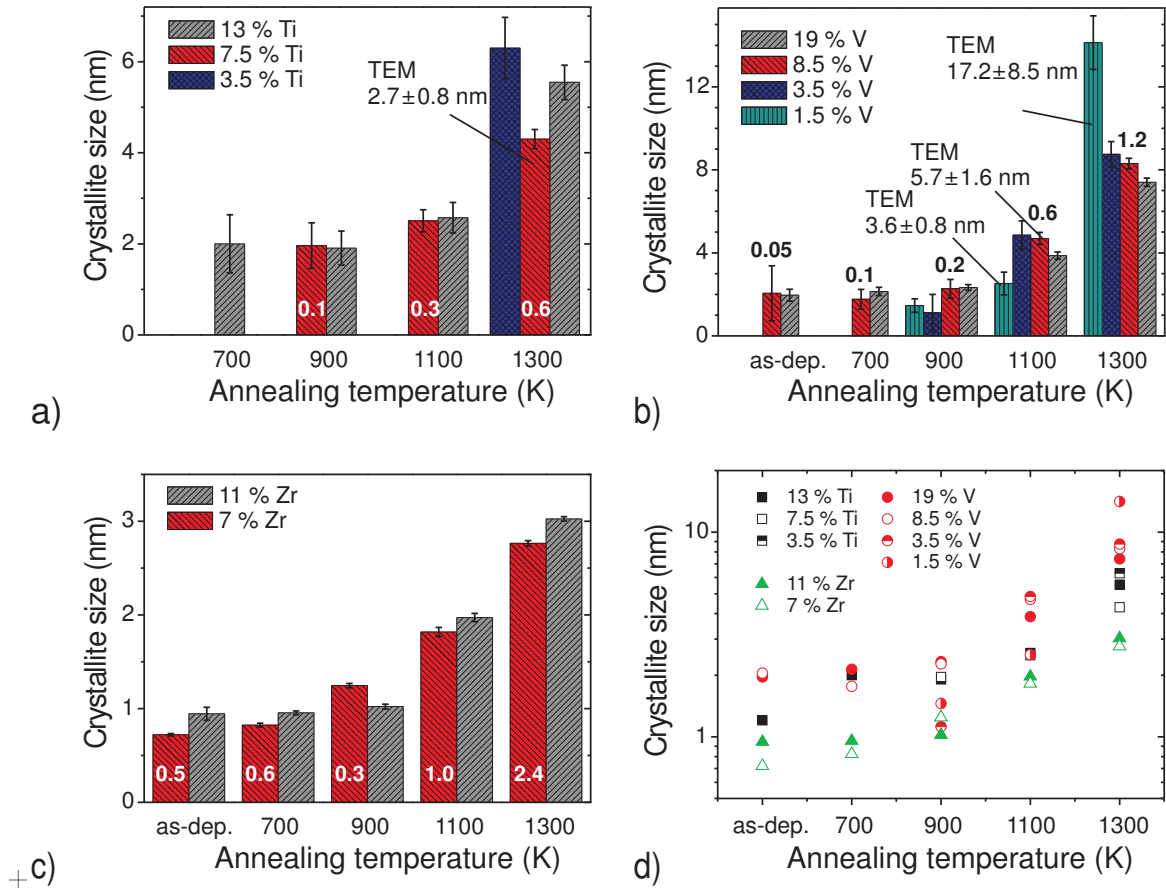 13 % Ti
7.5 % Ti
3.5 % Ti
TEM
2.7±0.8 nm
Crystallite size (nm)
6
4
2
0
0.1
0.3
0.6
700 900 1100 1300
Annealing temperature (K)
a)
19 % V
8.5 % V
3.5 % V
1.5 % V
TEM
17.2±8.5 nm
TEM
5.7±1.6 nm
TEM
3.6±0.8 nm
Crystallite size (nm)
12
8
4
0
0.05
0.1
0.2
0.6
1.2
as-dep. 700 900 1100 1300
Annealing temperature (K)
b)
11 % Zr
7 % Zr
Crystallite size (nm)
3
2
1
0
0.5
0.6
0.3
1.0
2.4
as-dep. 700 900 1100 1300
Annealing temperature (K)
+c)
13 % Ti
7.5 % Ti
3.5 % Ti
19 % V
8.5 % V
3.5 % V
1.5 % V
11 % Zr
7 % Zr
Crystallite size (nm)
10
1
as-dep. 700 900 1100 1300
Annealing temperature (K)
d)